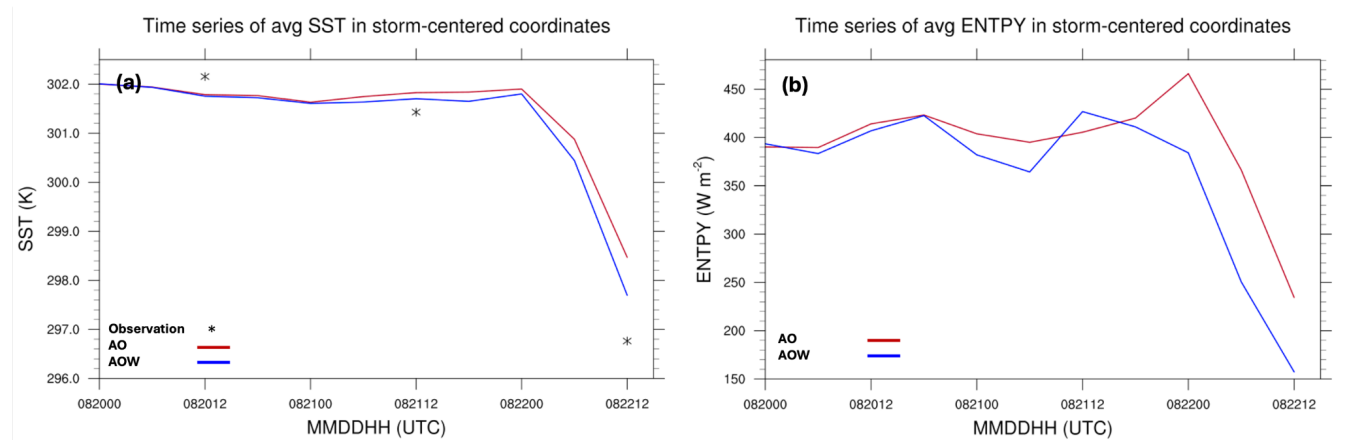 Time series of avg SST in storm-centered coordinates
(a)
SST (K)
302.0
301.0
300.0
299.0
298.0
297.0
296.0
Observation *
AO
AOW
082000 082012 082100 082112 082200 082212
MMDDHH (UTC)
Time series of avg ENTPY in storm-centered coordinates
(b)
ENTPY (W m⁻²)
450
400
350
300
250
200
150
AO
AOW
082000 082012 082100 082112 082200 082212
MMDDHH (UTC)